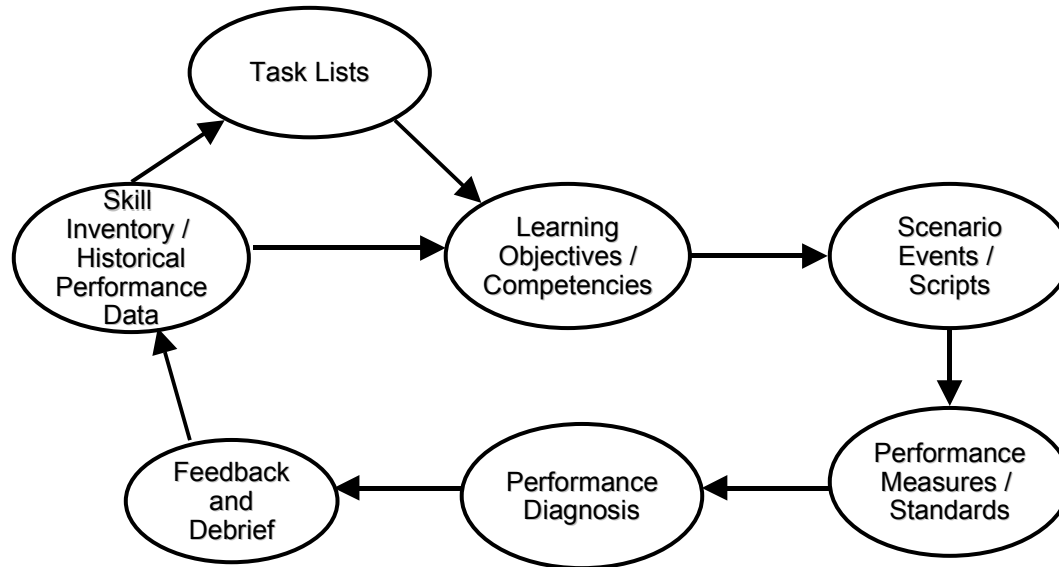 Task Lists
Skill
Inventory /
Historical
Performance
Data
Learning
Objectives /
Competencies
Scenario
Events /
Scripts
Feedback
and
Debrief
Performance
Diagnosis
Performance
Measures /
Standards